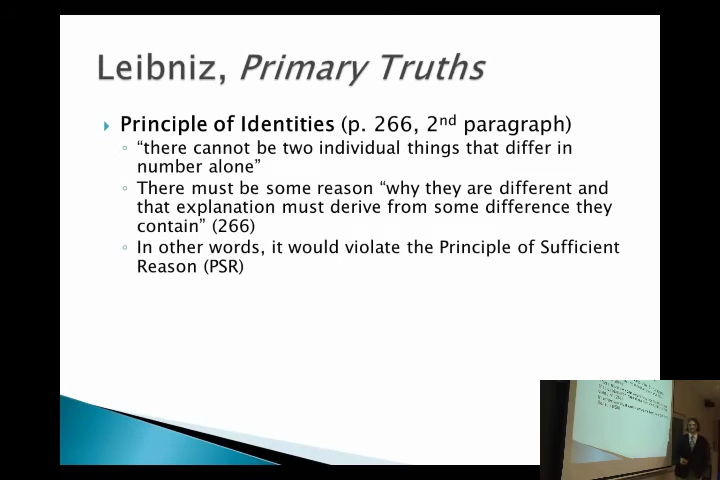 Leibniz, Primary Truths
Principle of Identities (p. 266, 2nd paragraph)
“there cannot be two individual things that differ in
number alone”
There must be some reason “why they are different and
that explanation must derive from some difference they
contain” (266)
In other words, it would violate the Principle of Sufficient
Reason (PSR)